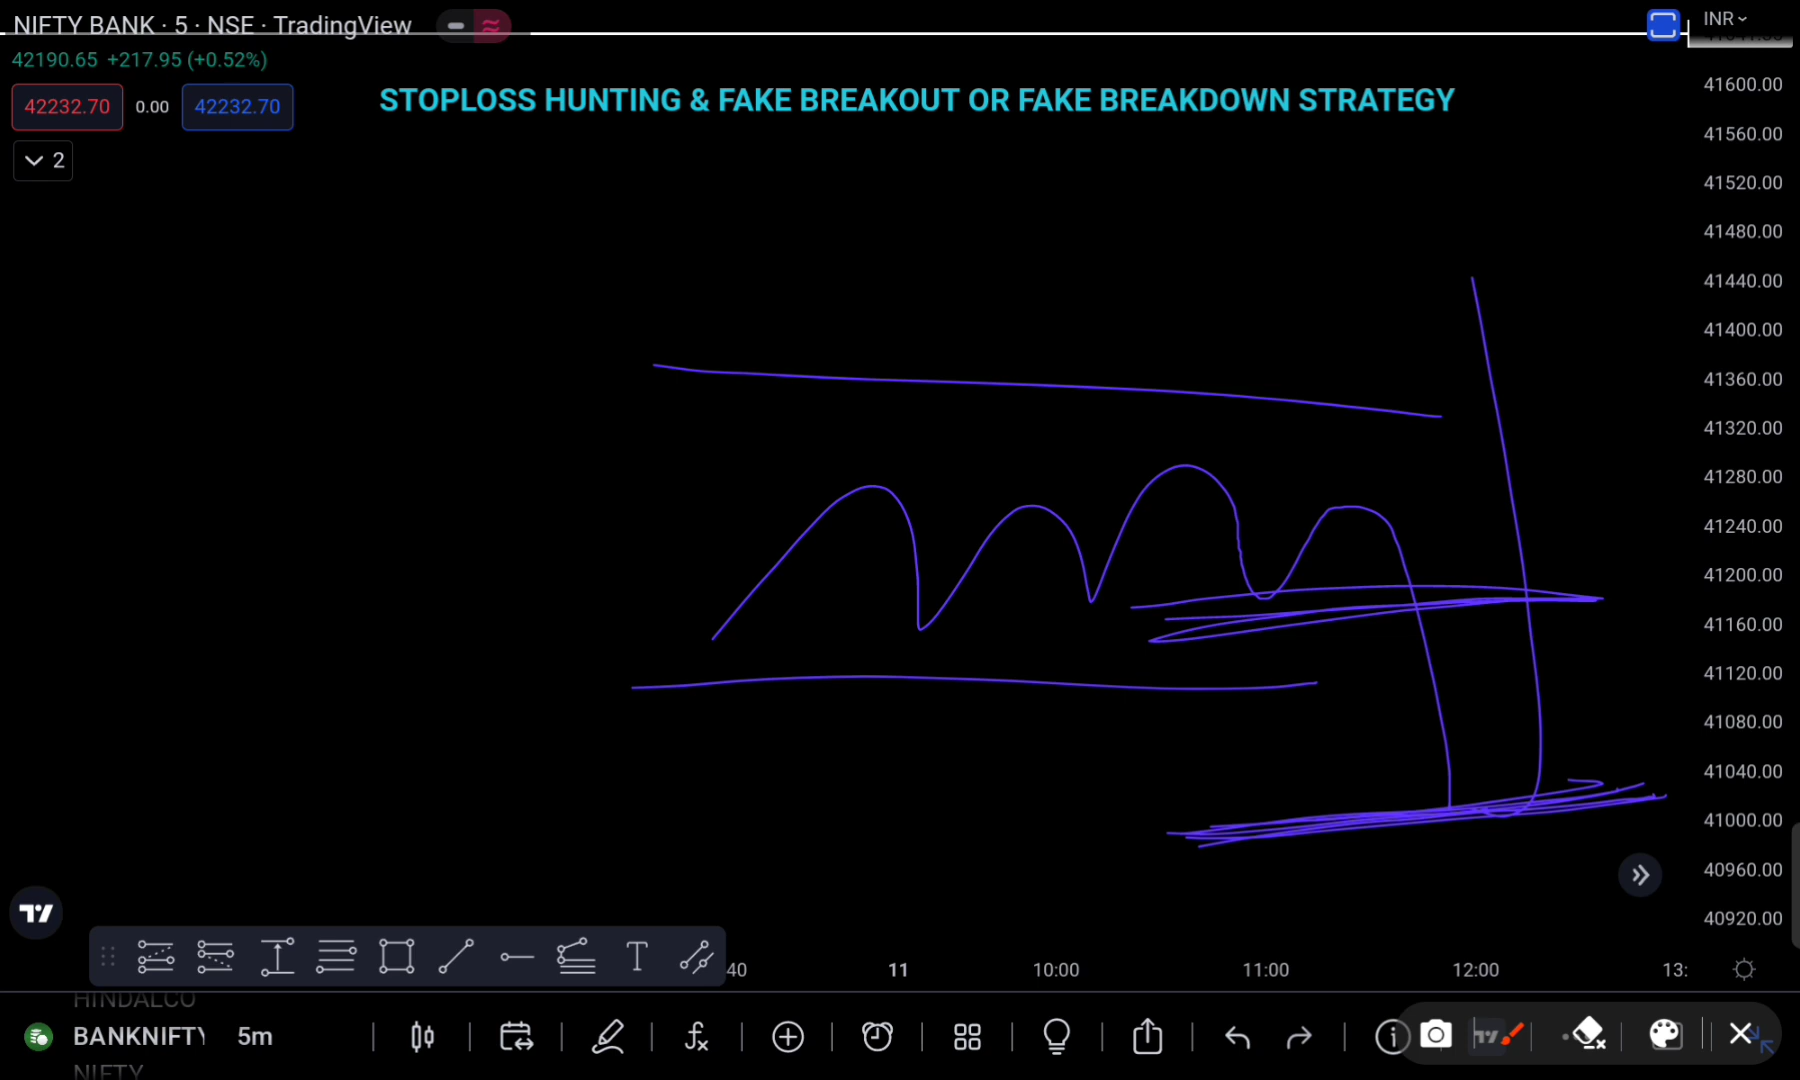 NIFTY BANK · 5 · NSE · TradingView
INR
42190.65 +217.95 (+0.52%)
42232.70 0.00 42232.70
2
STOPLOSS HUNTING & FAKE BREAKOUT OR FAKE BREAKDOWN STRATEGY
41600.00
41560.00
41520.00
41480.00
41440.00
41400.00
41360.00
41320.00
41280.00
41240.00
41200.00
41160.00
41120.00
41080.00
41040.00
41000.00
40960.00
40920.00
40 11 10:00 11:00 12:00 13:
HINDALCO
BANKNIFTY 5m
NIFTY